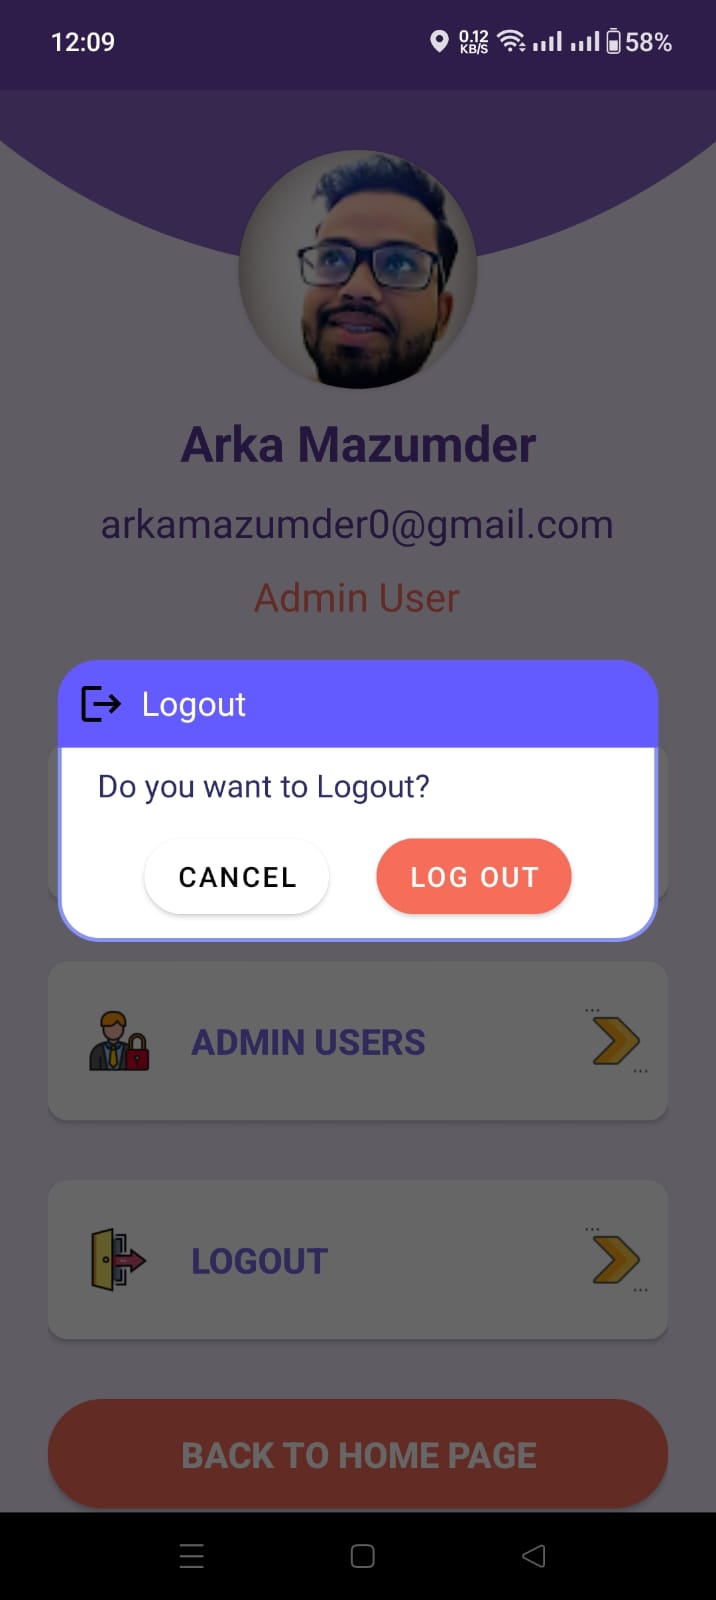 12:09
0.12
KB/S
58%
Arka Mazumder
arkamazumder0@gmail.com
Admin User
Logout
Do you want to Logout?
CANCEL
LOG OUT
ADMIN USERS
LOGOUT
BACK TO HOME PAGE